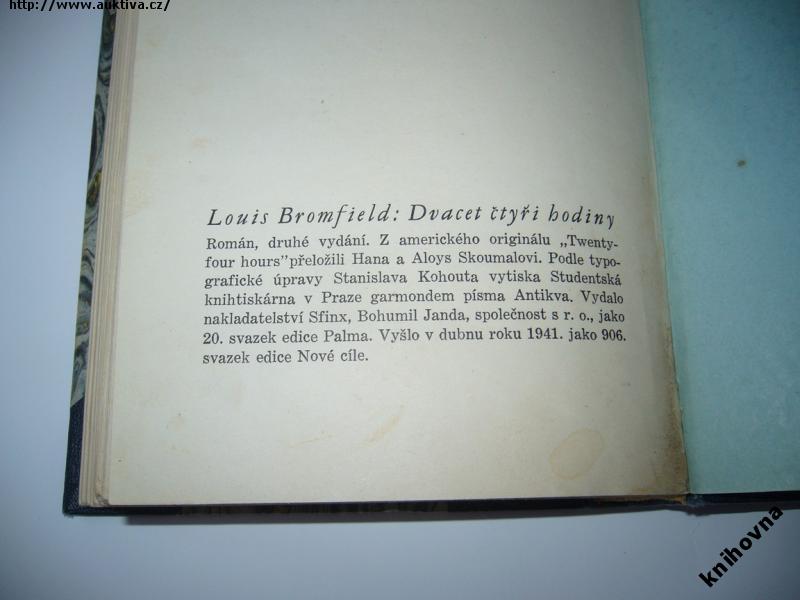 http://www.auktiva.cz/
Louis Bromfield: Dvacet čtyři hodiny
Román, druhé vydání. Z amerického originálu „Twenty-
four hours"přeložili Hana a Aloys Skoumalovi. Podle typo-
grafické úpravy Stanislava Kohouta vytiskla Studentská
knihtiskárna v Praze garmondem písma Antikva. Vydalo
nakladatelství Sfinx, Bohumil Janda, společnost s r. o., jako
20. svazek edice Palma. Vyšlo v dubnu roku 1941. jako 906.
svazek edice Nové cíle.
knihovna